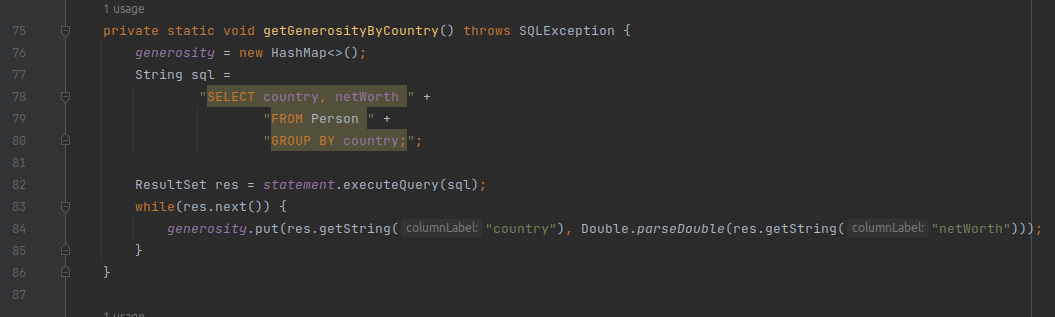 1 usage
75 private static void getGenerosityByCountry() throws SQLException {
76 generosity = new HashMap<>();
77 String sql =
78 "SELECT country, netWorth " +
79 "FROM Person " +
80 "GROUP BY country;";
81
82 ResultSet res = statement.executeQuery(sql);
83 while(res.next()) {
84 generosity.put(res.getString( columnLabel: "country"), Double.parseDouble(res.getString( columnLabel: "netWorth")));
85 }
86 }
87
1 usage